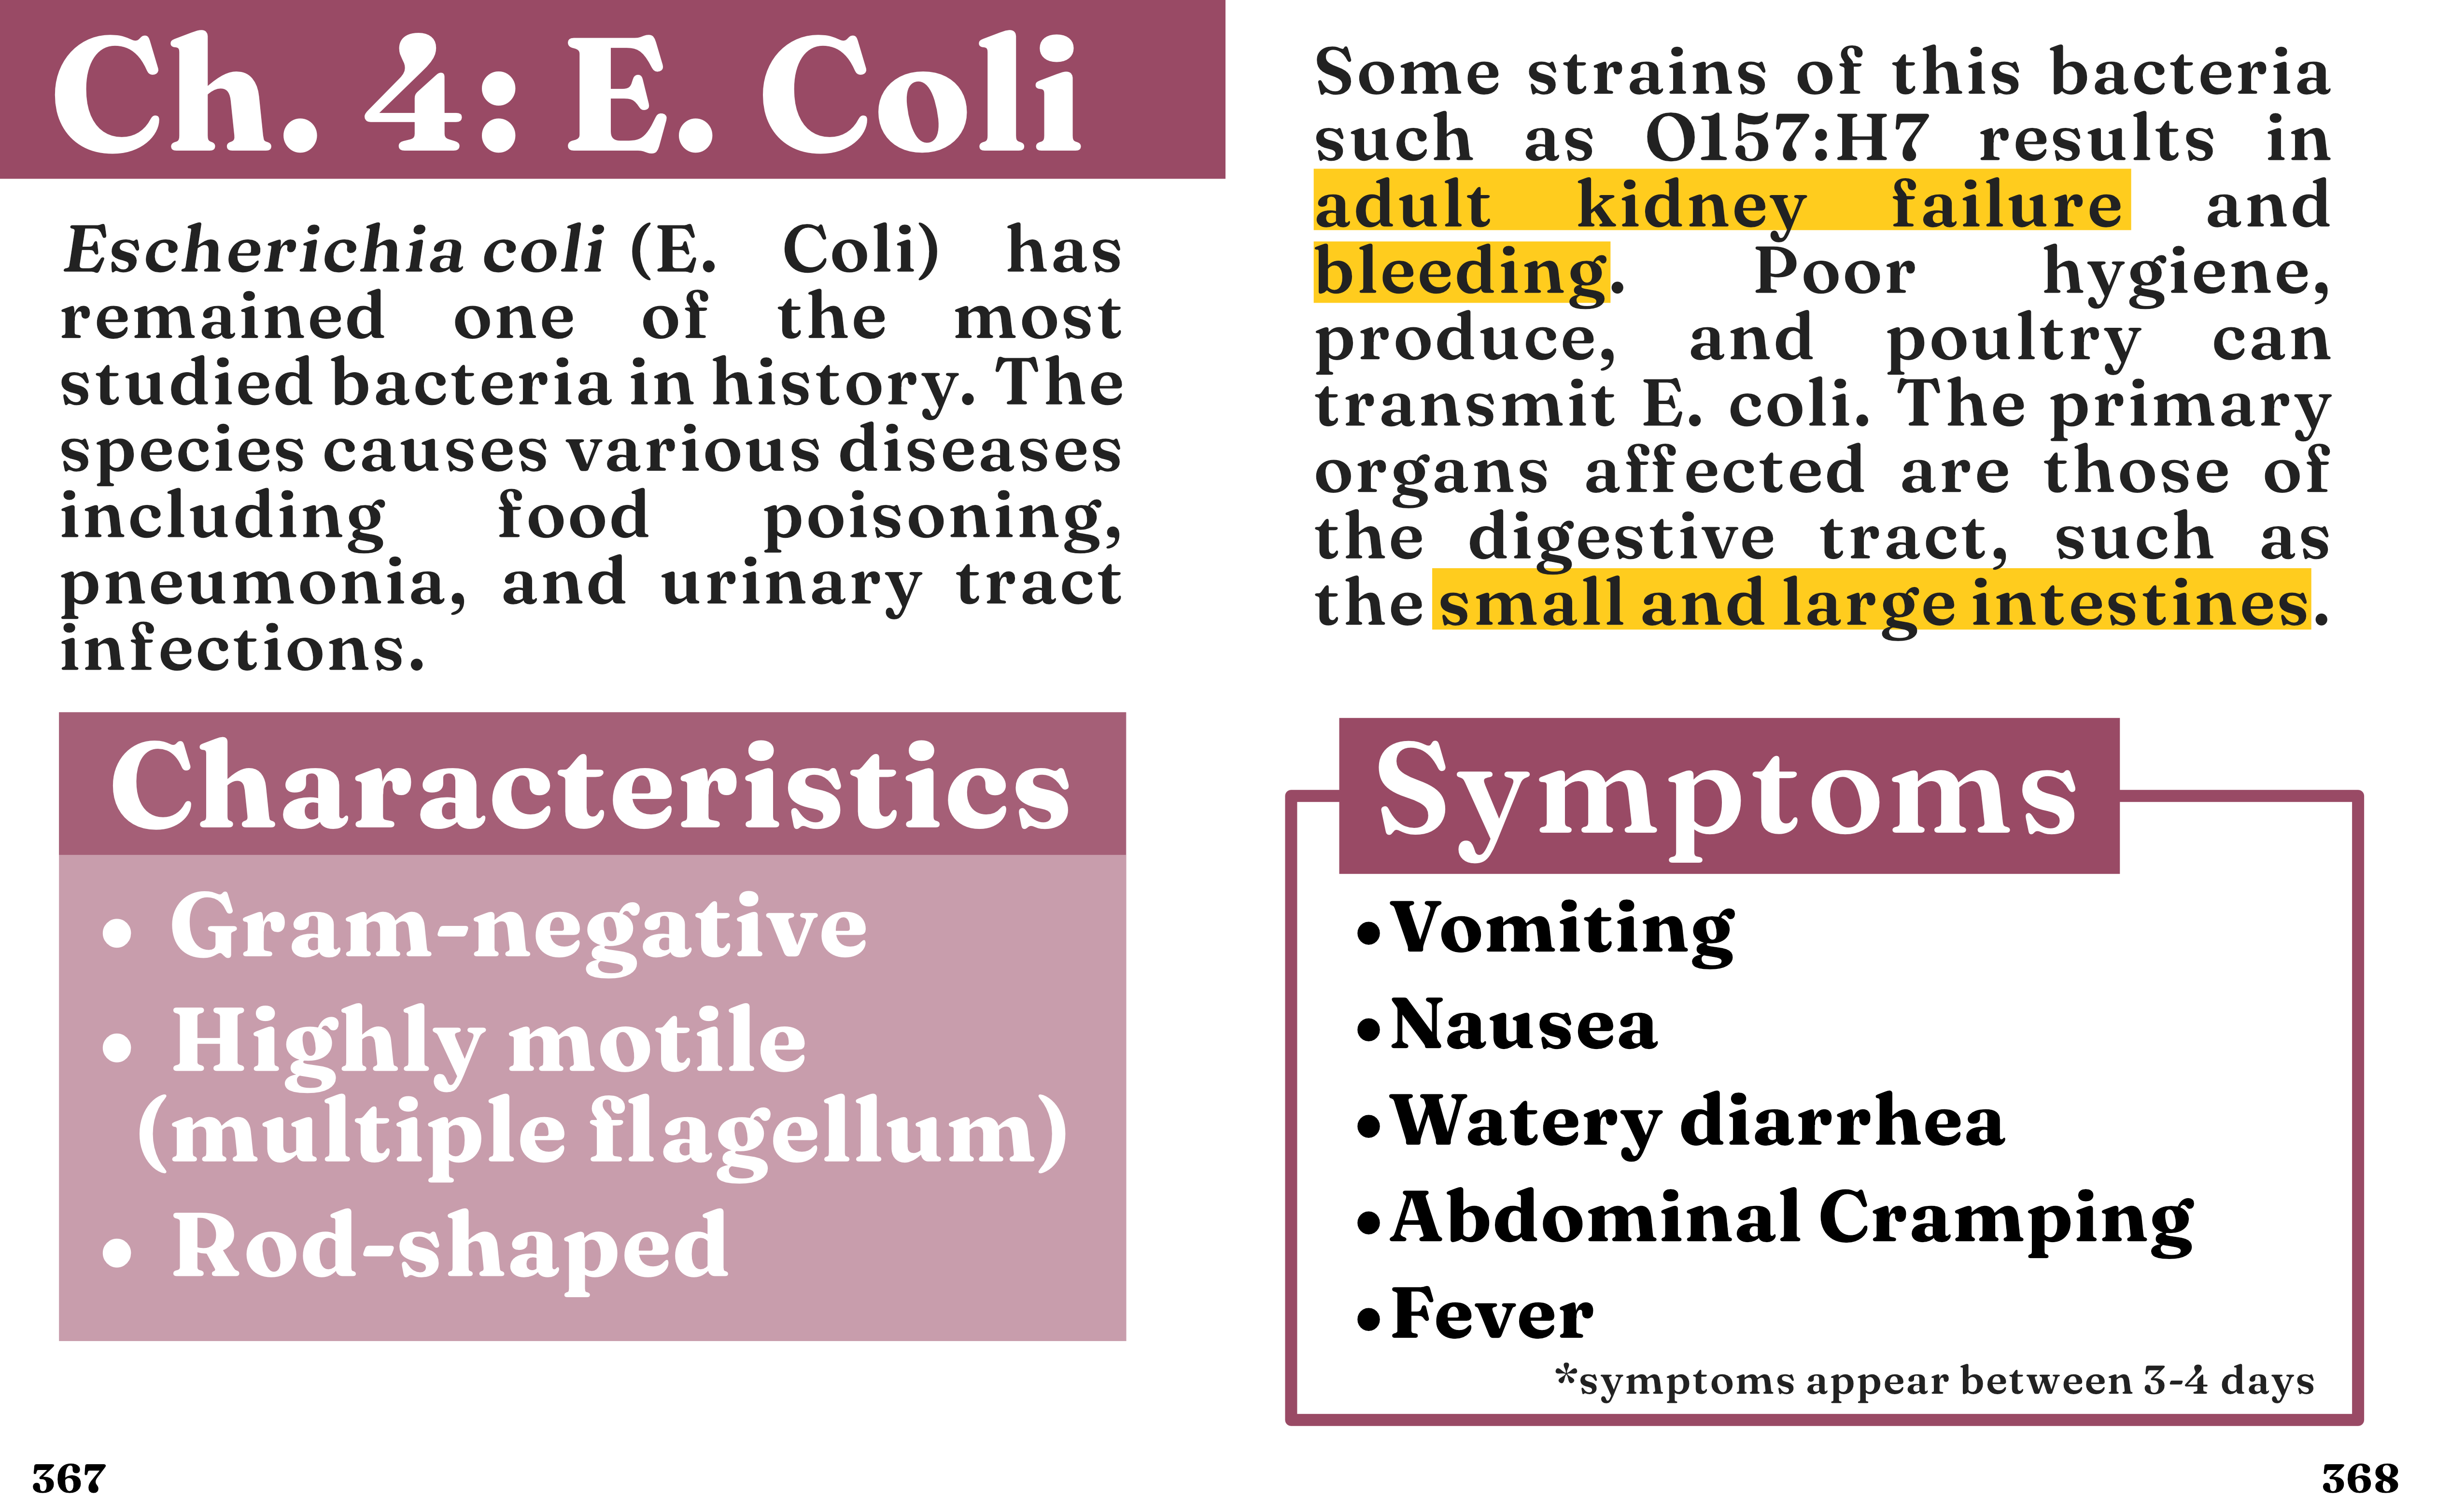 Ch. 4: E. Coli
Escherichia coli (E. Coli) has
remained one of the most
studied bacteria in history. The
species causes various diseases
including food poisoning,
pneumonia, and urinary tract
infections.
Characteristics
• Gram-negative
• Highly motile
(multiple flagellum)
• Rod-shaped
367
Some strains of this bacteria
such as O157:H7 results in
adult kidney failure and
bleeding. Poor hygiene,
produce, and poultry can
transmit E. coli. The primary
organs affected are those of
the digestive tract, such as
the small and large intestines.
Symptoms
•Vomiting
•Nausea
•Watery diarrhea
•Abdominal Cramping
•Fever
*symptoms appear between 3-4 days
368